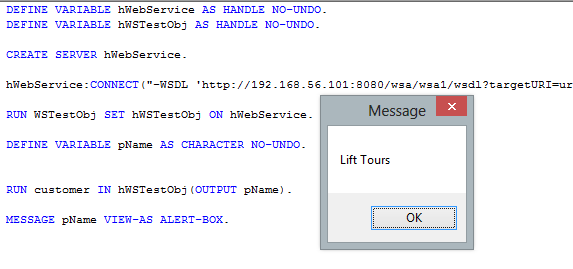 DEFINE VARIABLE hWebService AS HANDLE NO-UNDO.
DEFINE VARIABLE hWSTestObj AS HANDLE NO-UNDO.
CREATE SERVER hWebService.
hWebService:CONNECT("-WSDL 'http://192.168.56.101:8080/wsa/wsa1/wsdl?targetURI=ur
RUN WSTestObj SET hWSTestObj ON hWebService.
DEFINE VARIABLE pName AS CHARACTER NO-UNDO.
RUN customer IN hWSTestObj(OUTPUT pName).
MESSAGE pName VIEW-AS ALERT-BOX.
Message
Lift Tours
OK